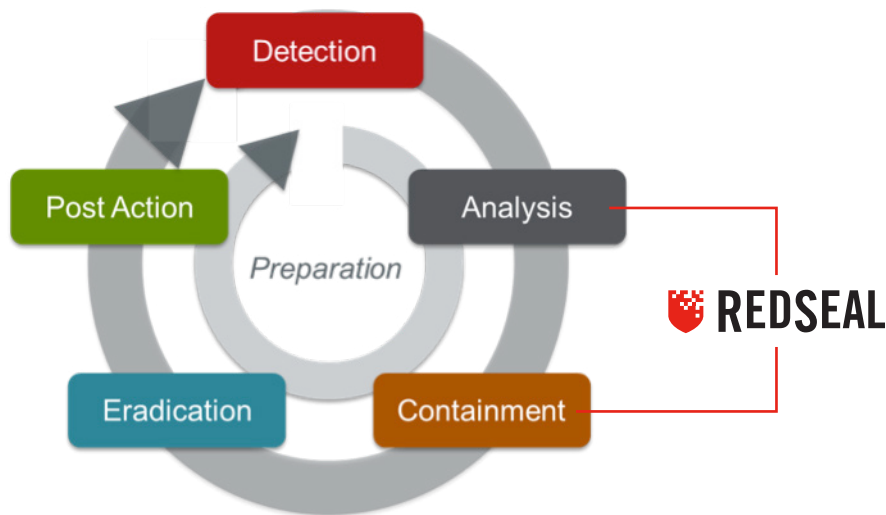 Detection
Post Action
Analysis
Preparation
REDSEAL
Eradication
Containment